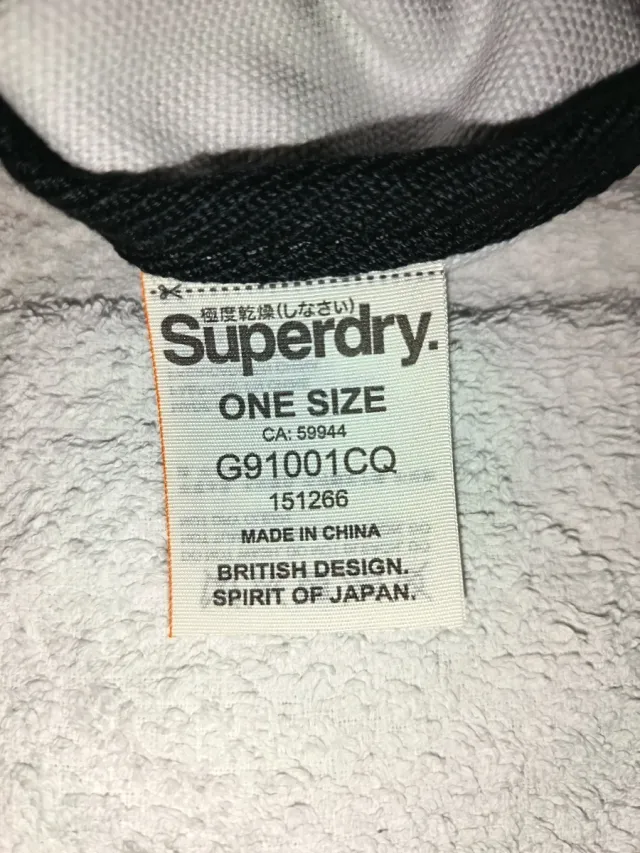 極度乾燥(しなさい)
Superdry.
ONE SIZE
CA: 59944
G91001CQ
151266
MADE IN CHINA
BRITISH DESIGN.
SPIRIT OF JAPAN.